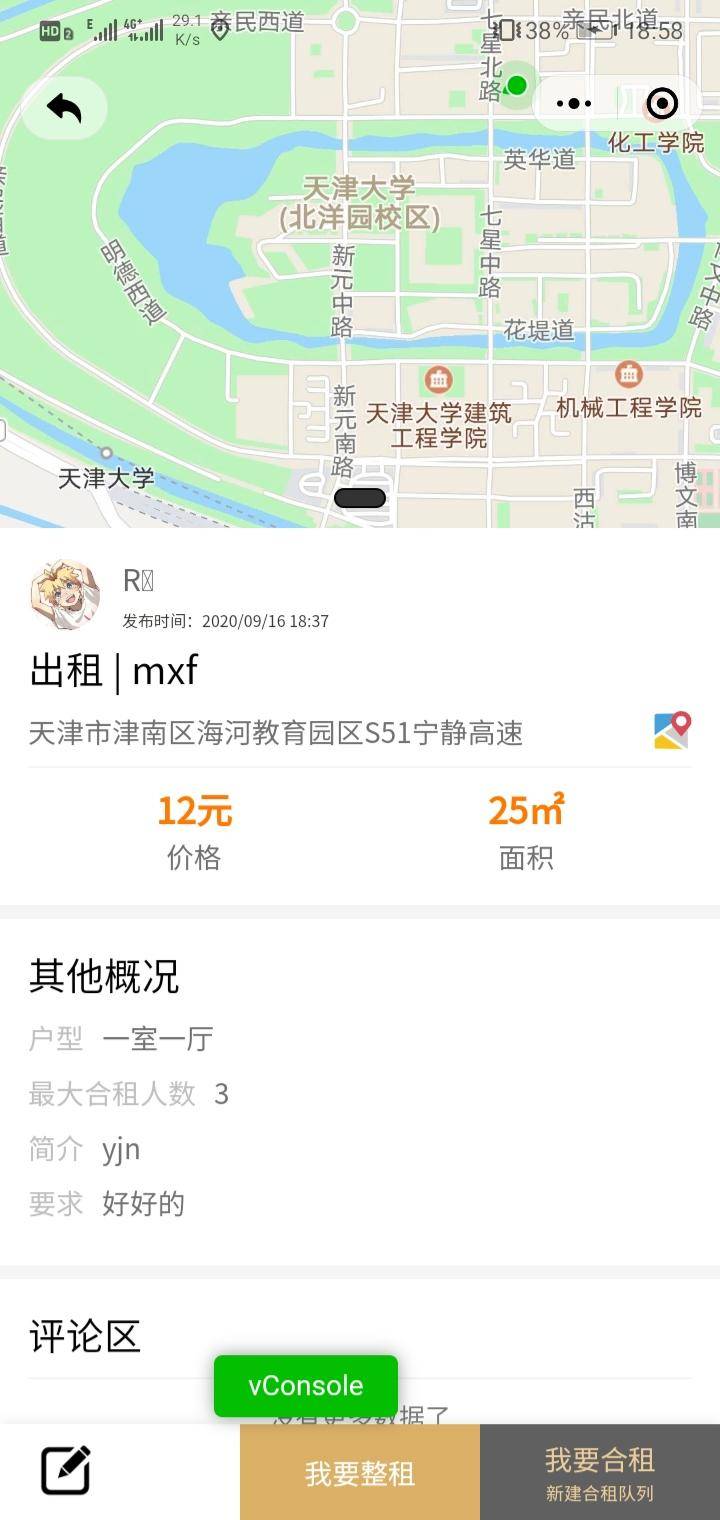 HD 2
E
4G+
29.1
K/s
38%
18:58
亲民西道
亲民北道
七星北路
化工学院
英华道
天津大学
(北洋园校区)
七星中路
新元中路
明德西道
花堤道
天津大学建筑
工程学院
机械工程学院
新元南路
天津大学
西沽
博文南
R
发布时间：2020/09/16 18:37
出租 | mxf
天津市津南区海河教育园区S51宁静高速
12元
25㎡
价格
面积
其他概况
户型 一室一厅
最大合租人数 3
简介 yjn
要求 好好的
评论区
vConsole
没有更多数据了
我要整租
我要合租
新建合租队列